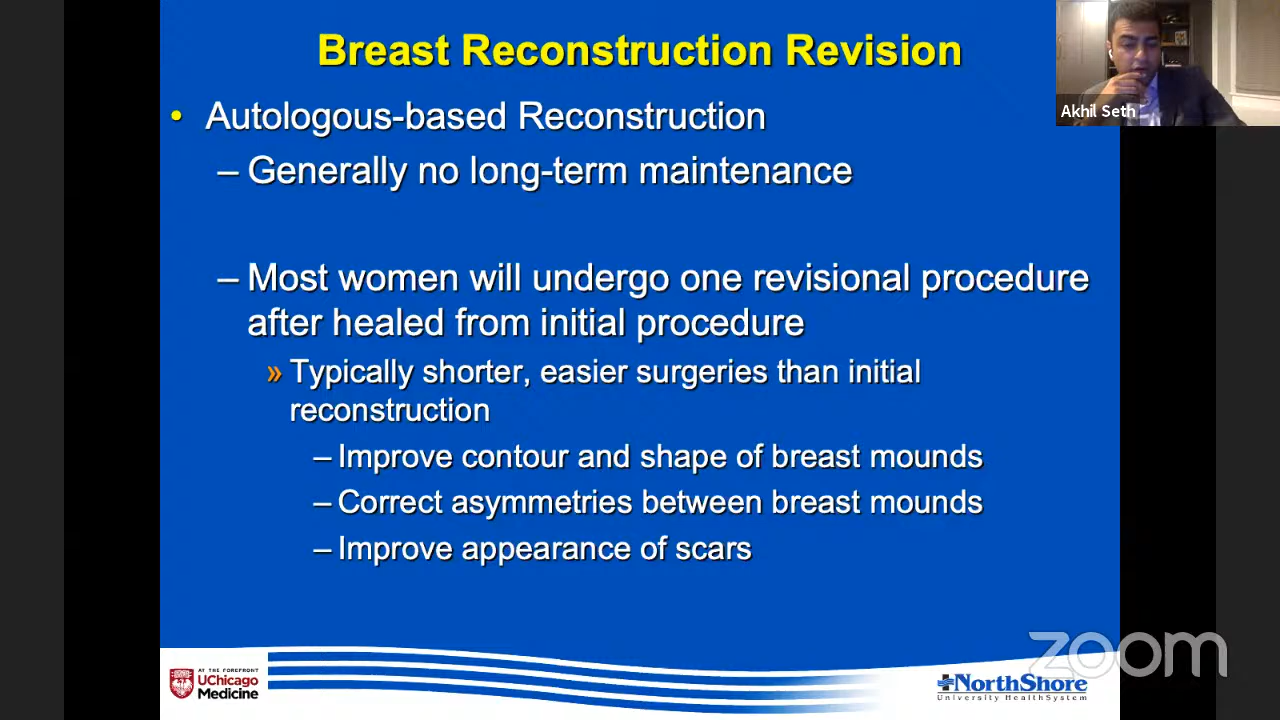 Breast Reconstruction Revision
• Autologous-based Reconstruction
– Generally no long-term maintenance
– Most women will undergo one revisional procedure
after healed from initial procedure
» Typically shorter, easier surgeries than initial
reconstruction
– Improve contour and shape of breast mounds
– Correct asymmetries between breast mounds
– Improve appearance of scars
Akhil Seth
AT THE FOREFRONT
UChicago
Medicine
NorthShore
University HealthSystem
zoom